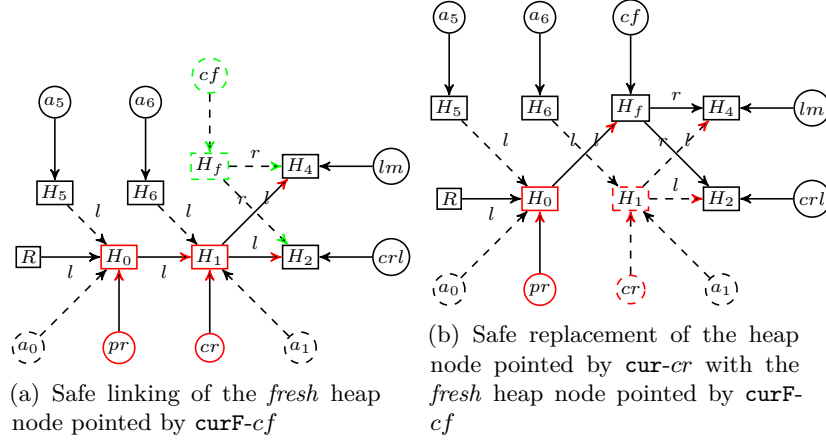 cf
a5
a6
Hf
r
H4
lm
H5
H6
l
r
l
l
R
l
H0
l
H1
l
H2
crl
a0
pr
cr
a1
(a) Safe linking of the fresh heap
node pointed by curF-cf
a5
a6
cf
H5
H6
Hf
r
H4
lm
l
l
l
r
l
R
l
H0
H1
l
H2
crl
a0
pr
cr
a1
(b) Safe replacement of the heap
node pointed by cur-cr with the
fresh heap node pointed by curF-
cf